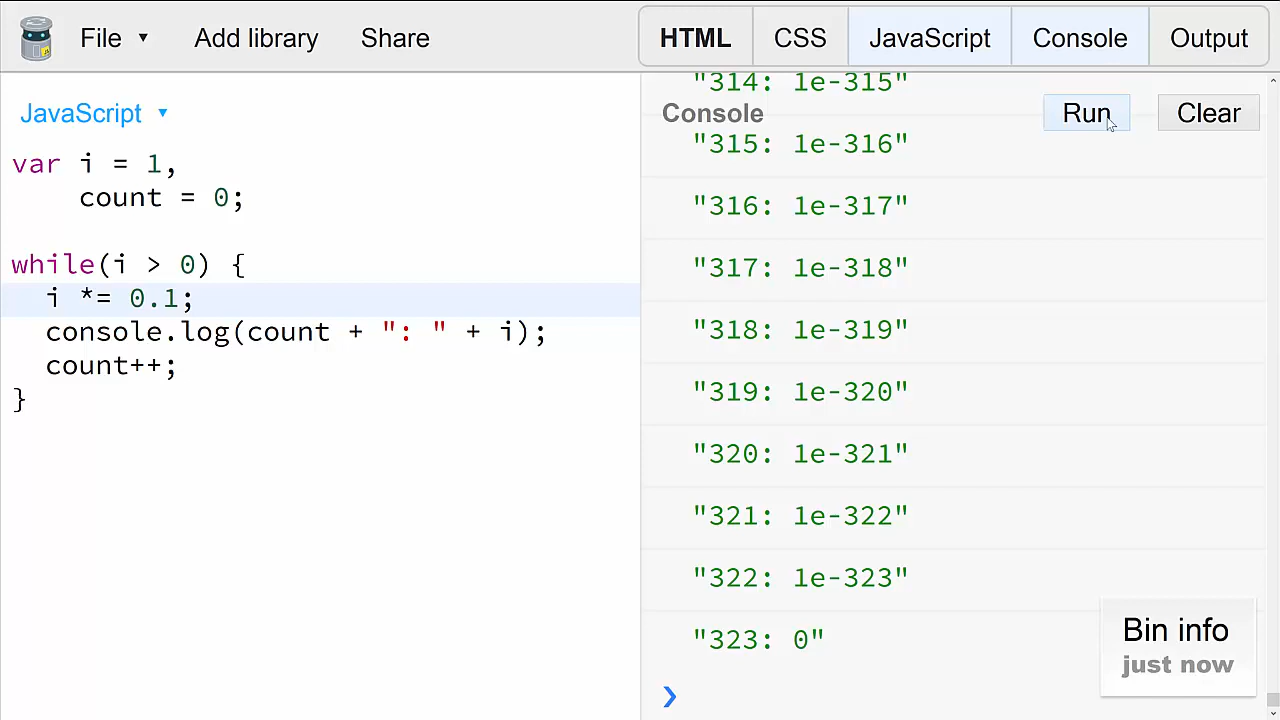 File ▼ Add library Share HTML CSS JavaScript Console Output
JavaScript ▼
var i = 1,
    count = 0;
while(i > 0) {
  i *= 0.1;
  console.log(count + ": " + i);
  count++;
}
"314: 1e-315"
Console Run Clear
"315: 1e-316"
"316: 1e-317"
"317: 1e-318"
"318: 1e-319"
"319: 1e-320"
"320: 1e-321"
"321: 1e-322"
"322: 1e-323"
"323: 0"
❯
Bin info
just now